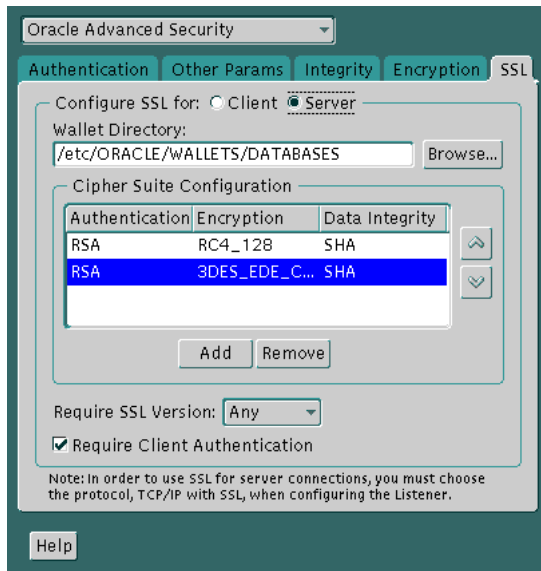 Oracle Advanced Security
Authentication Other Params Integrity Encryption SSL
Configure SSL for: Client Server
Wallet Directory:
/etc/ORACLE/WALLETS/DATABASES Browse...
Cipher Suite Configuration
Authentication Encryption Data Integrity
RSA RC4_128 SHA
RSA 3DES_EDE_C... SHA
Add Remove
Require SSL Version: Any
Require Client Authentication
Note: In order to use SSL for server connections, you must choose
the protocol, TCP/IP with SSL, when configuring the Listener.
Help